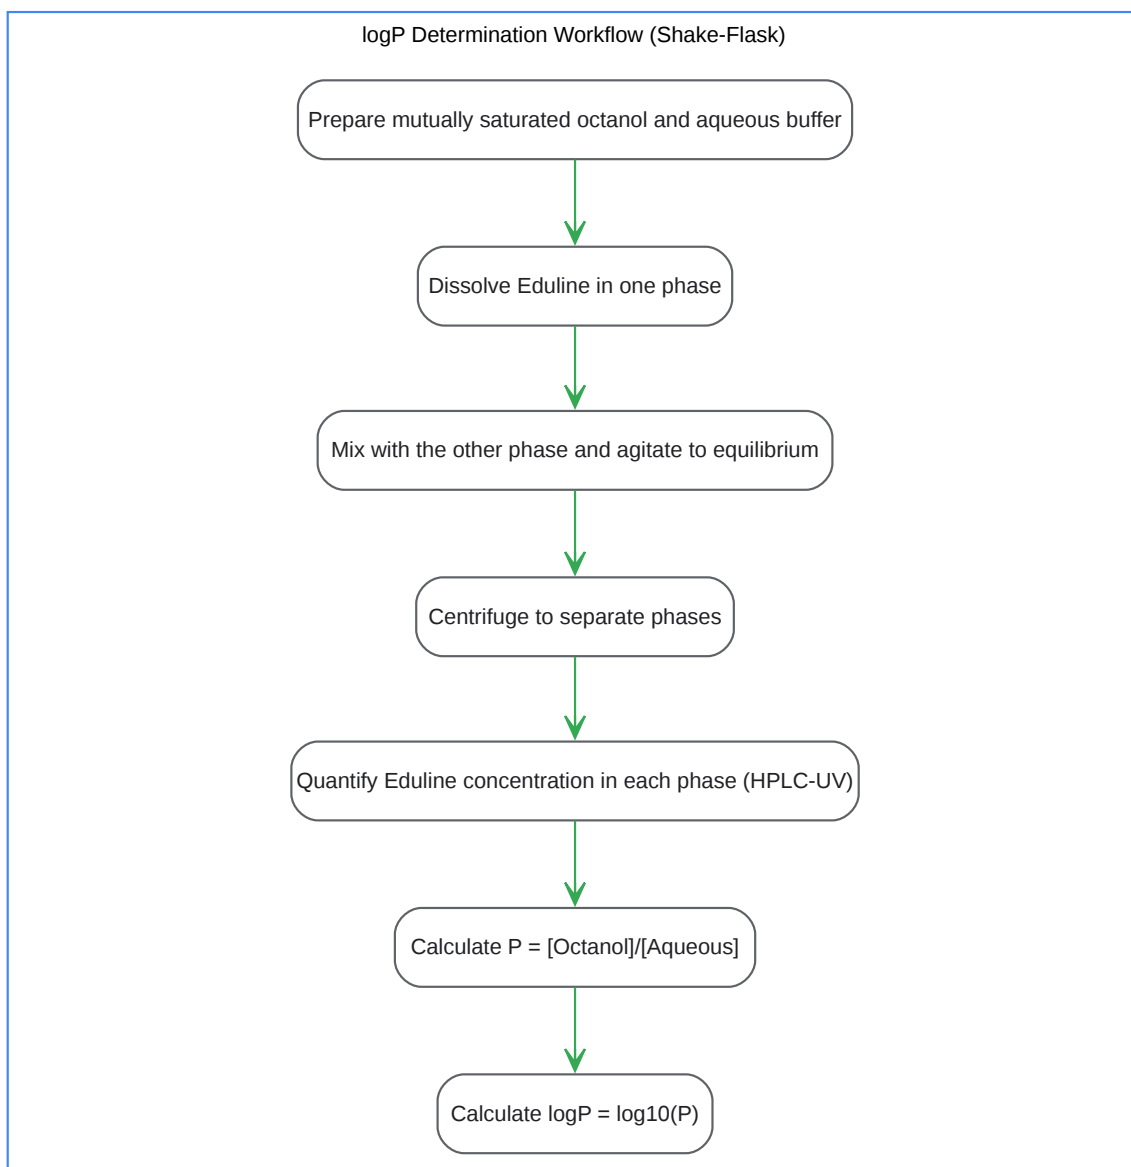 logP Determination Workflow (Shake-Flask)
Prepare mutually saturated octanol and aqueous buffer
Dissolve Eduline in one phase
Mix with the other phase and agitate to equilibrium
Centrifuge to separate phases
Quantify Eduline concentration in each phase (HPLC-UV)
Calculate P = [Octanol]/[Aqueous]
Calculate logP = log10(P)